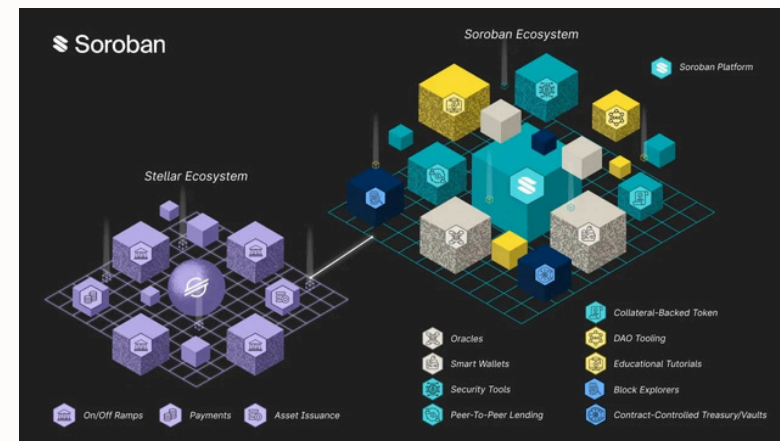 Soroban
Soroban Ecosystem
Soroban Platform
Stellar Ecosystem
On/Off Ramps
Payments
Asset Issuance
Oracles
Smart Wallets
Security Tools
Peer-To-Peer Lending
Collateral-Backed Token
DAO Tooling
Educational Tutorials
Block Explorers
Contract-Controlled Treasury/Vaults